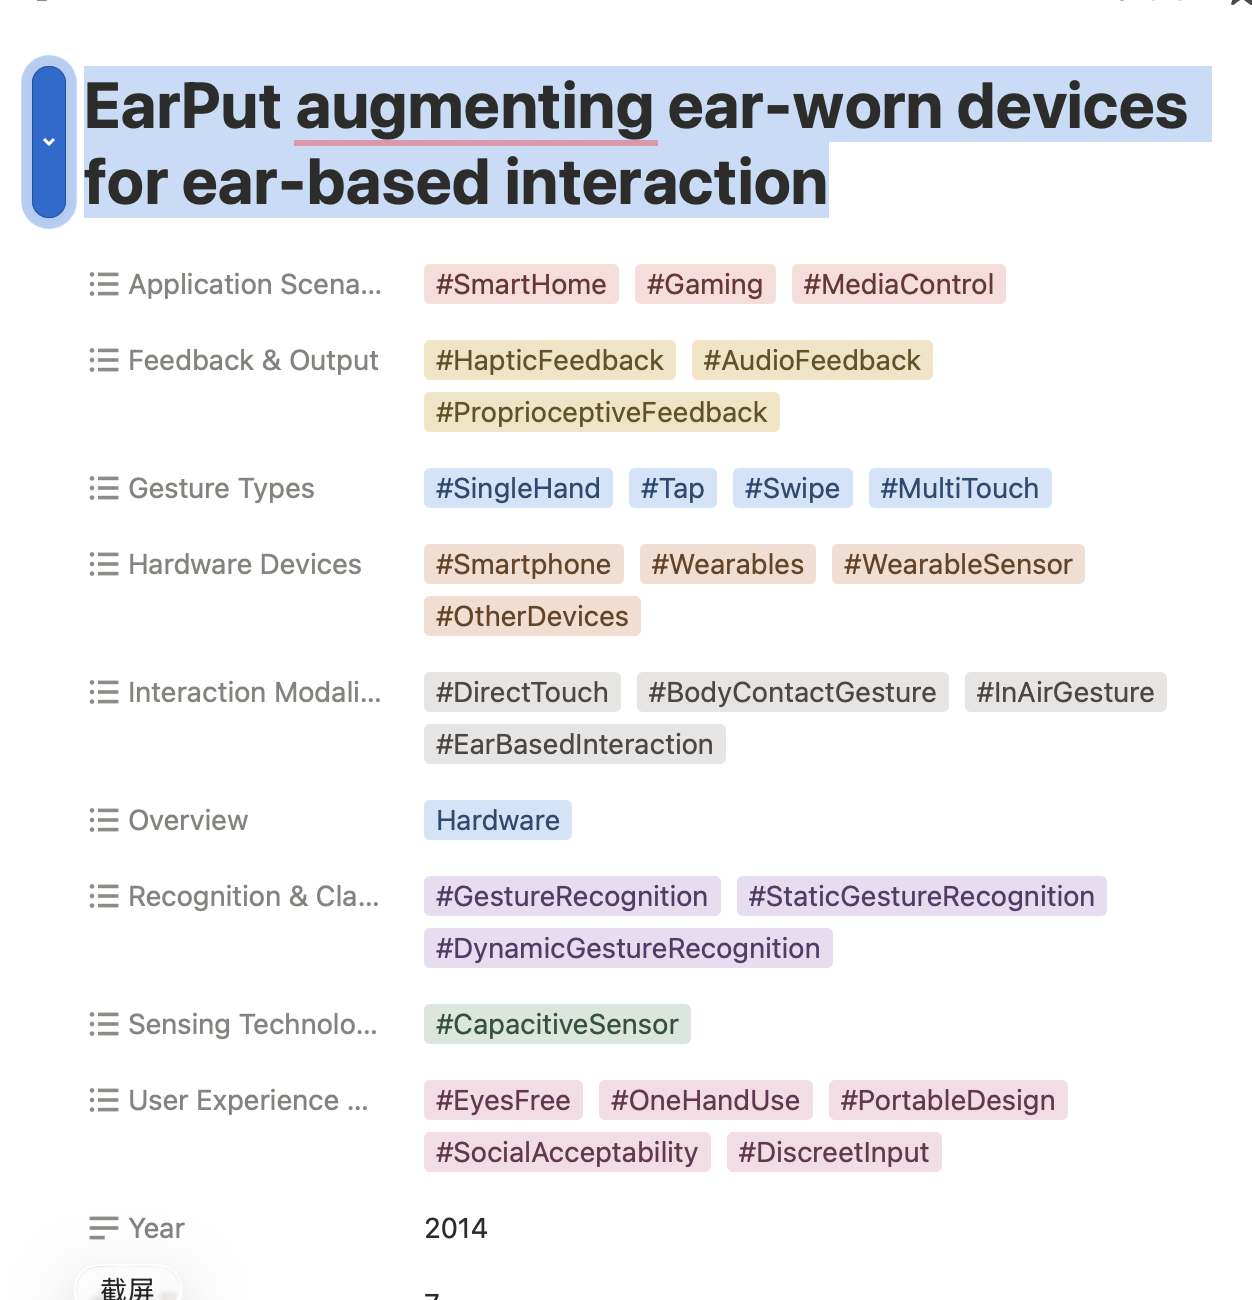 EarPut augmenting ear-worn devices
for ear-based interaction
Application Scena... #SmartHome #Gaming #MediaControl
Feedback & Output #HapticFeedback #AudioFeedback
#ProprioceptiveFeedback
Gesture Types #SingleHand #Tap #Swipe #MultiTouch
Hardware Devices #Smartphone #Wearables #WearableSensor
#OtherDevices
Interaction Modali... #DirectTouch #BodyContactGesture #InAirGesture
#EarBasedInteraction
Overview Hardware
Recognition & Cla... #GestureRecognition #StaticGestureRecognition
#DynamicGestureRecognition
Sensing Technolo... #CapacitiveSensor
User Experience ... #EyesFree #OneHandUse #PortableDesign
#SocialAcceptability #DiscreetInput
Year 2014
截屏